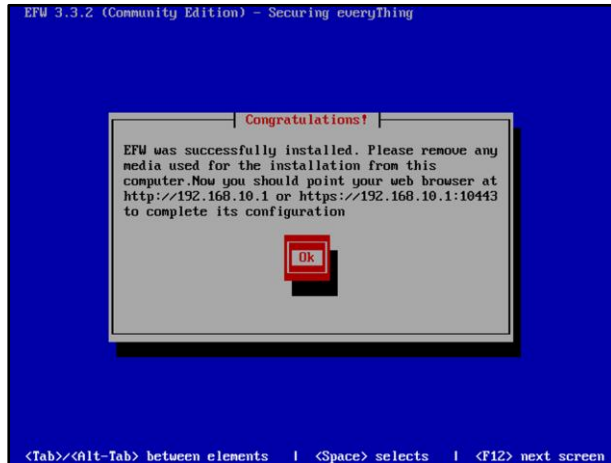 EFW 3.3.2 (Community Edition) - Securing everyThing
Congratulations!
EFW was successfully installed. Please remove any
media used for the installation from this
computer.Now you should point your web browser at
http://192.168.10.1 or https://192.168.10.1:10443
to complete its configuration
Ok
<Tab>/<Alt-Tab> between elements | <Space> selects | <F12> next screen